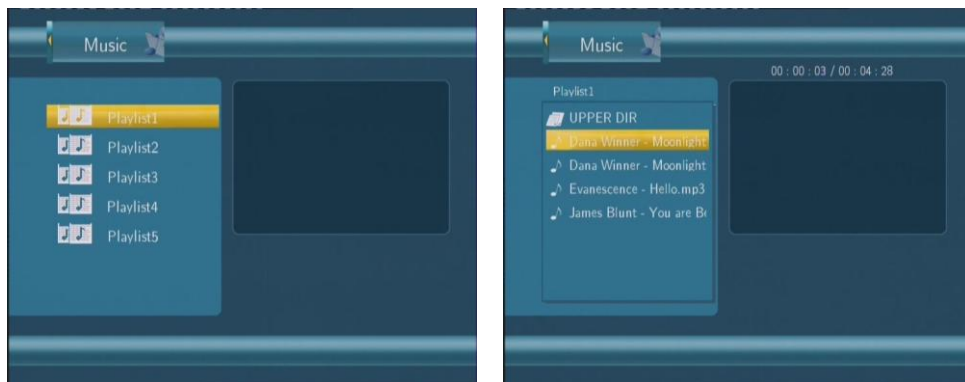 Music
Playlist1
Playlist2
Playlist3
Playlist4
Playlist5
Music
00 : 00 : 03 / 00 : 04 : 28
Playlist1
UPPER DIR
Dana Winner - Moonlight
Dana Winner - Moonlight
Evanescence - Hello.mp3
James Blunt - You are Be